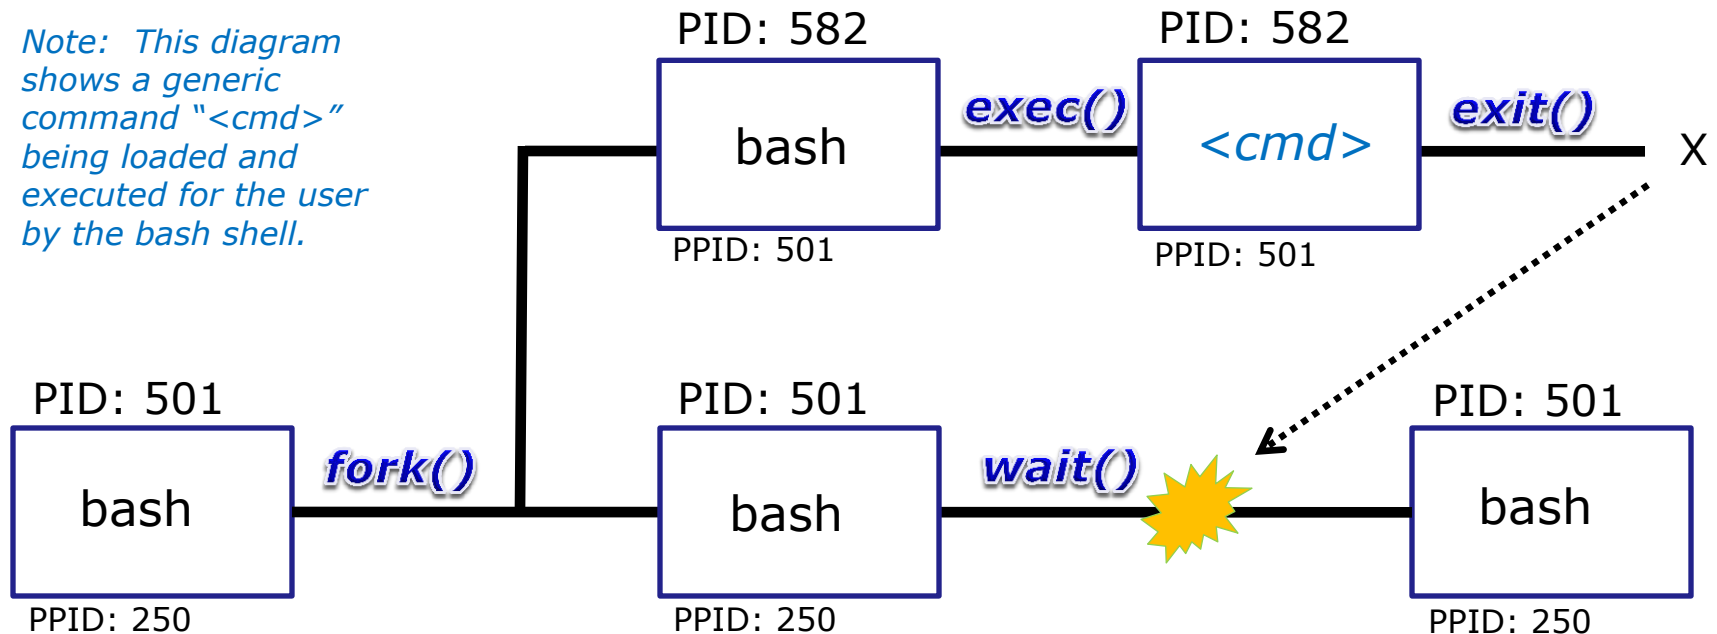 Note:  This diagram
shows a generic
command “<cmd>”
being loaded and
executed for the user
by the bash shell.
PID: 582
bash
PPID: 501
exec()
PID: 582
<cmd>
PPID: 501
exit()
X
PID: 501
bash
PPID: 250
fork()
PID: 501
bash
PPID: 250
wait()
PID: 501
bash
PPID: 250